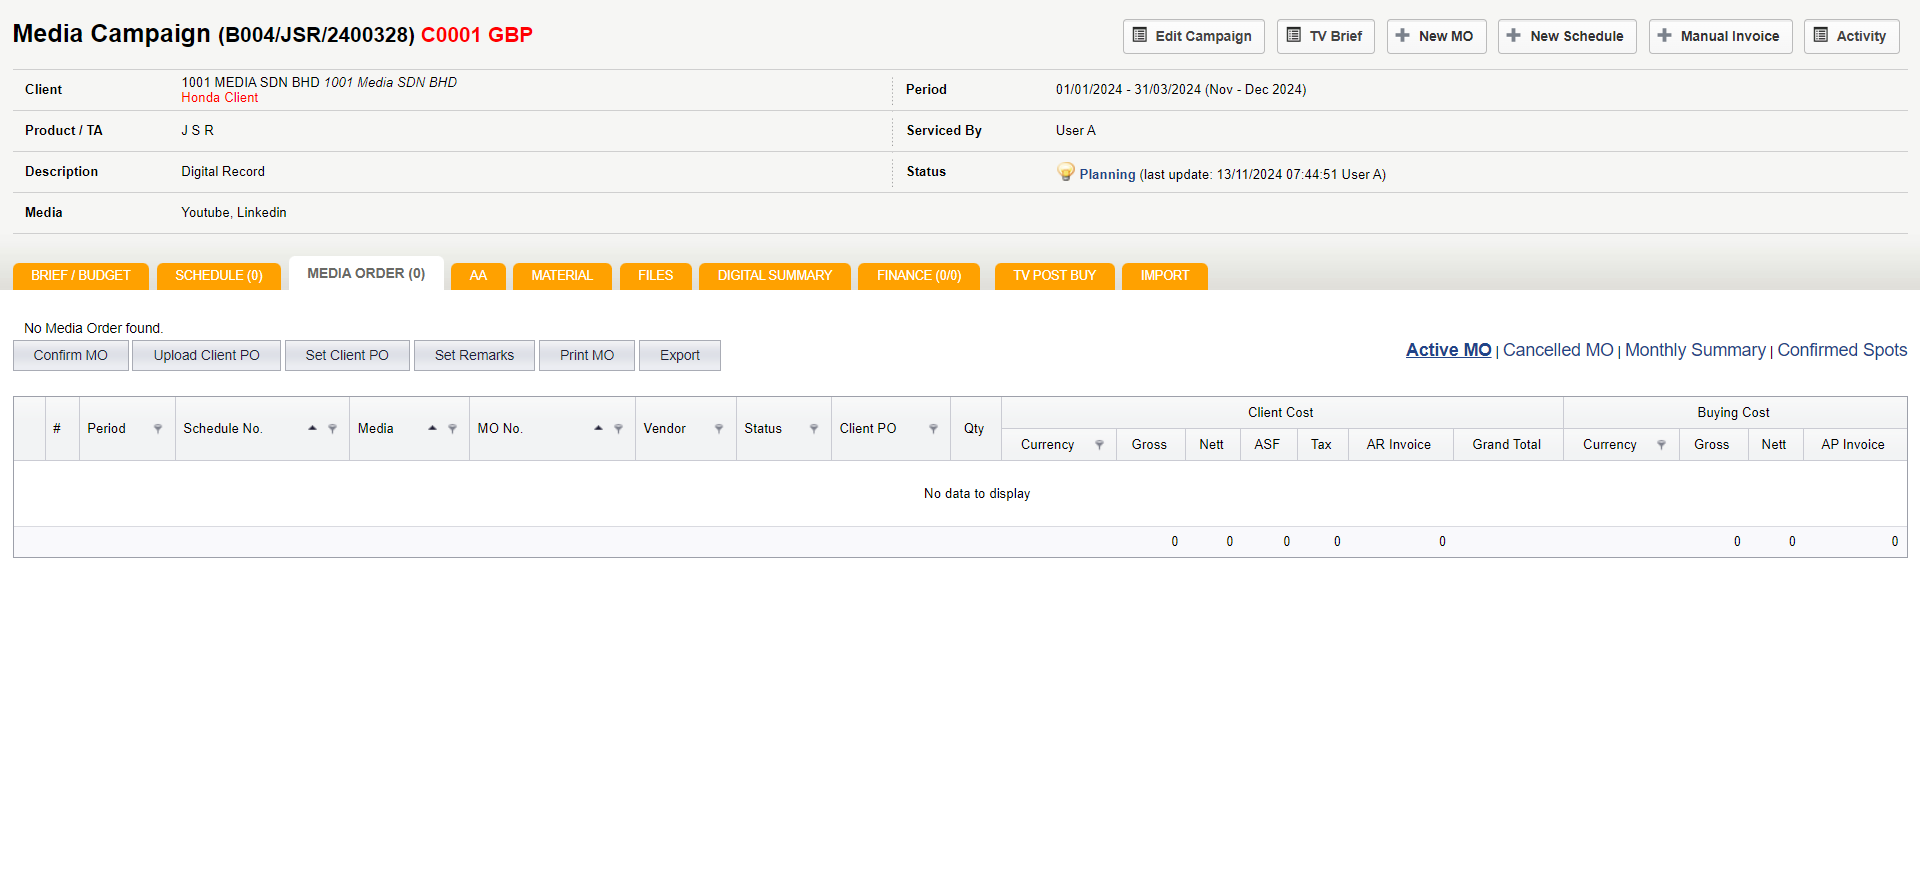 Media Campaign (B004/JSR/2400328) C0001 GBP
Edit Campaign
TV Brief
New MO
New Schedule
Manual Invoice
Activity
Client
1001 MEDIA SDN BHD 1001 Media SDN BHD
Honda Client
Period
01/01/2024 - 31/03/2024 (Nov - Dec 2024)
Product / TA
J S R
Serviced By
User A
Description
Digital Record
Status
Planning (last update: 13/11/2024 07:44:51 User A)
Media
Youtube, Linkedin
BRIEF / BUDGET
SCHEDULE (0)
MEDIA ORDER (0)
AA
MATERIAL
FILES
DIGITAL SUMMARY
FINANCE (0/0)
TV POST BUY
IMPORT
No Media Order found.
Confirm MO
Upload Client PO
Set Client PO
Set Remarks
Print MO
Export
Active MO | Cancelled MO | Monthly Summary | Confirmed Spots
# Period Schedule No. Media MO No. Vendor Status Client PO Qty
Client Cost
Buying Cost
Currency Gross Nett ASF Tax AR Invoice Grand Total Currency Gross Nett AP Invoice
No data to display
0 0 0 0 0 0 0 0